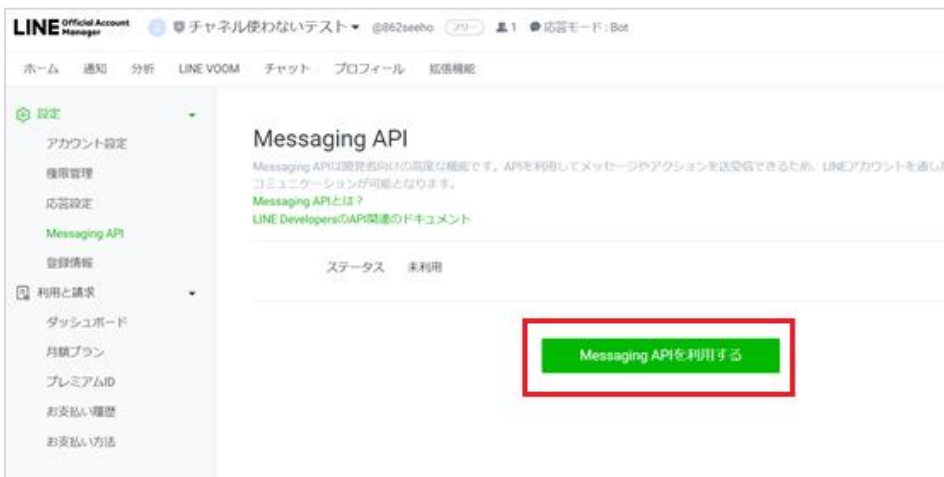 LINE Official Account Manager チャネル使わないテスト @862seeho フリー 1 応答モード:Bot
ホーム 通知 分析 LINE VOOM チャット プロフィール 拡張機能
設定
アカウント設定
権限管理
応答設定
Messaging API
登録情報
利用と請求
ダッシュボード
月額プラン
プレミアムID
お支払い履歴
お支払い方法
Messaging API
Messaging APIは開発者向けの高度な機能です。APIを利用してメッセージやアクションを送受信できるため、LINEアカウントを通し
コミュニケーションが可能となります。
Messaging APIとは？
LINE DevelopersのAPI関連のドキュメント
ステータス 未利用
Messaging APIを利用する